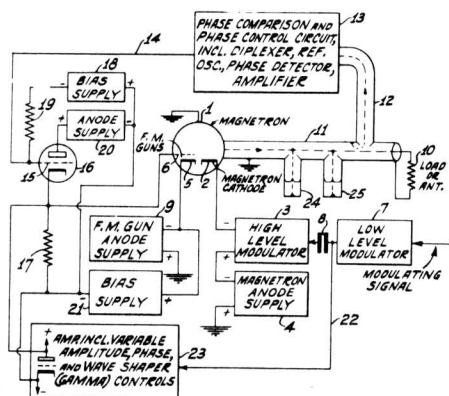 PHASE COMPARISON AND
PHASE CONTROL CIRCUIT,
INCL. DIPLEXER, REF.
OSC., PHASE DETECTOR,
AMPLIFIER
13
14
18
BIAS
SUPPLY
19
ANODE
SUPPLY
20
15
16
1
MAGNETRON
F. M.
GUNS
6
5
2
MAGNETRON
CATHODE
11
12
10
LOAD OR
ANT.
24
25
9
F. M. GUN
ANODE
SUPPLY
17
3
HIGH
LEVEL
MODULATOR
8
7
LOW
LEVEL
MODULATOR
MODULATING
SIGNAL
BIAS
SUPPLY
21
MAGNETRON
ANODE
SUPPLY
4
22
AMP. INCL. VARIABLE
AMPLITUDE, PHASE,
AND WAVE SHAPER
(GAMMA) CONTROLS
23